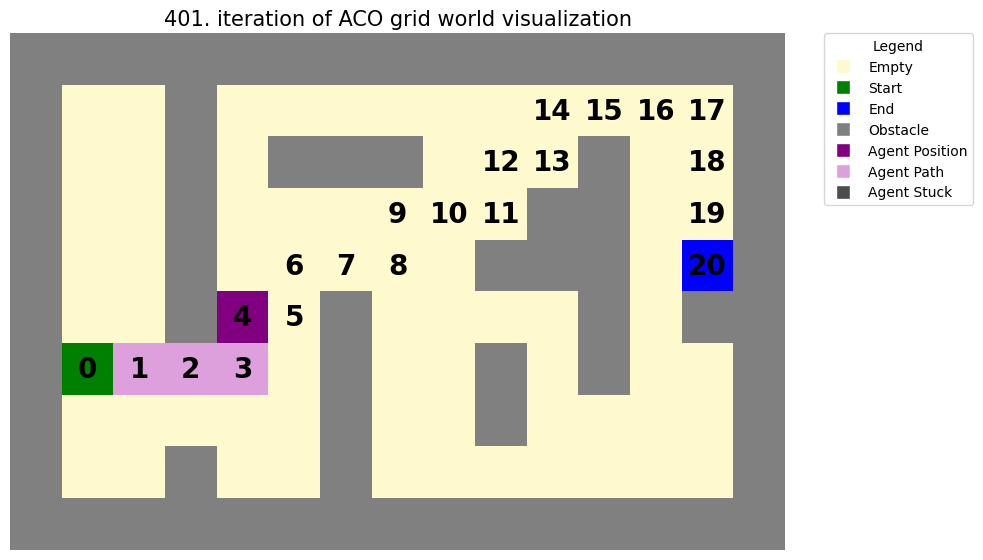 401. iteration of ACO grid world visualization
Legend
Empty
Start
End
Obstacle
Agent Position
Agent Path
Agent Stuck
14 15 16 17
12 13 18
9 10 11 19
6 7 8 20
4 5
0 1 2 3